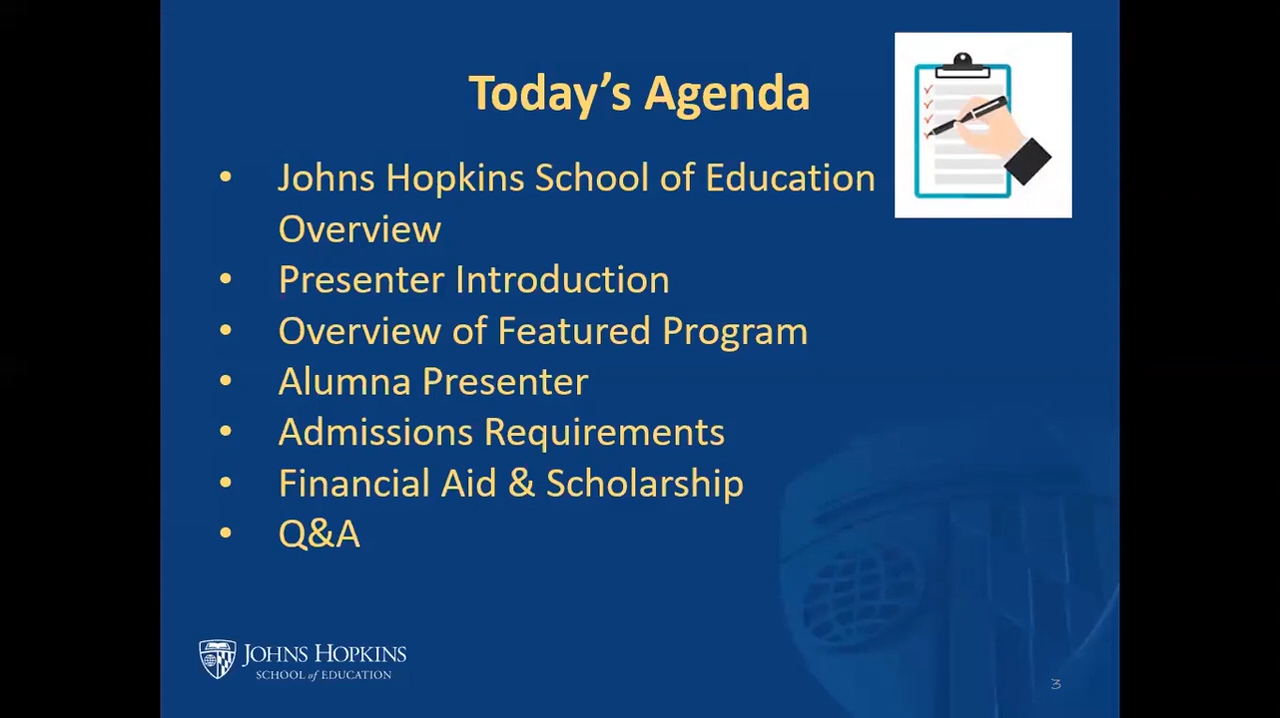 Today’s Agenda
• Johns Hopkins School of Education
Overview
• Presenter Introduction
• Overview of Featured Program
• Alumna Presenter
• Admissions Requirements
• Financial Aid & Scholarship
• Q&A
JOHNS HOPKINS
SCHOOL of EDUCATION
3